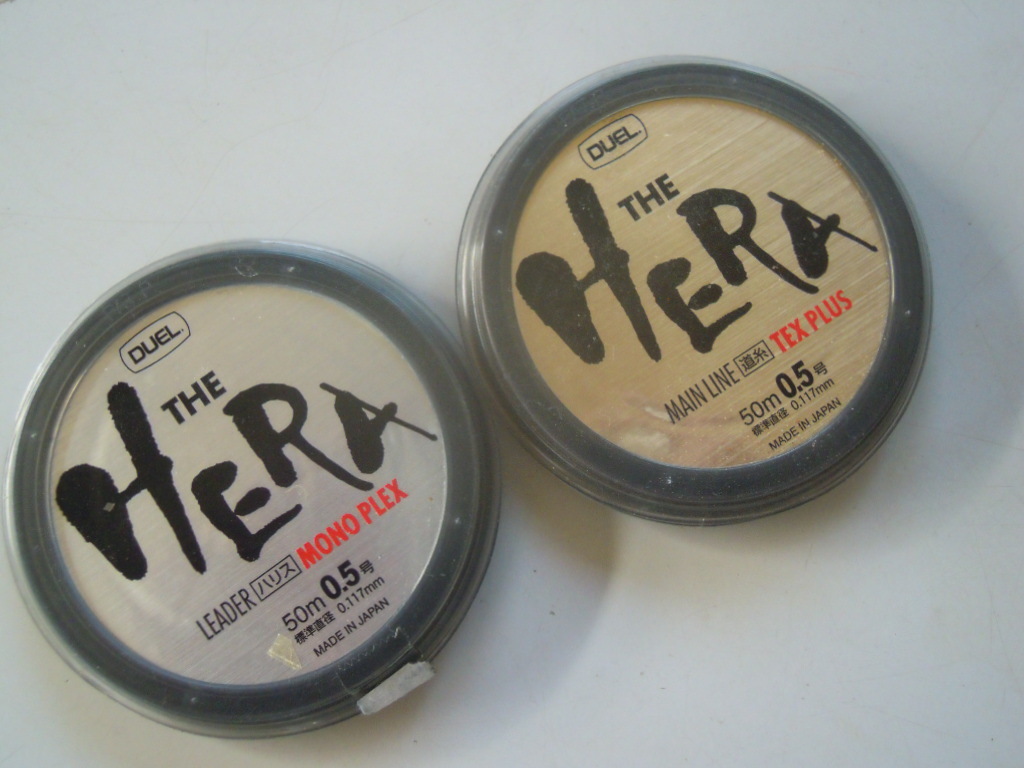 DUEL.
THE
HERA
LEADER ハリス MONO PLEX
50m 0.5号
標準直径 0.117mm
MADE IN JAPAN
DUEL.
THE
HERA
MAIN LINE 道糸 TEX PLUS
50m 0.5号
標準直径 0.117mm
MADE IN JAPAN